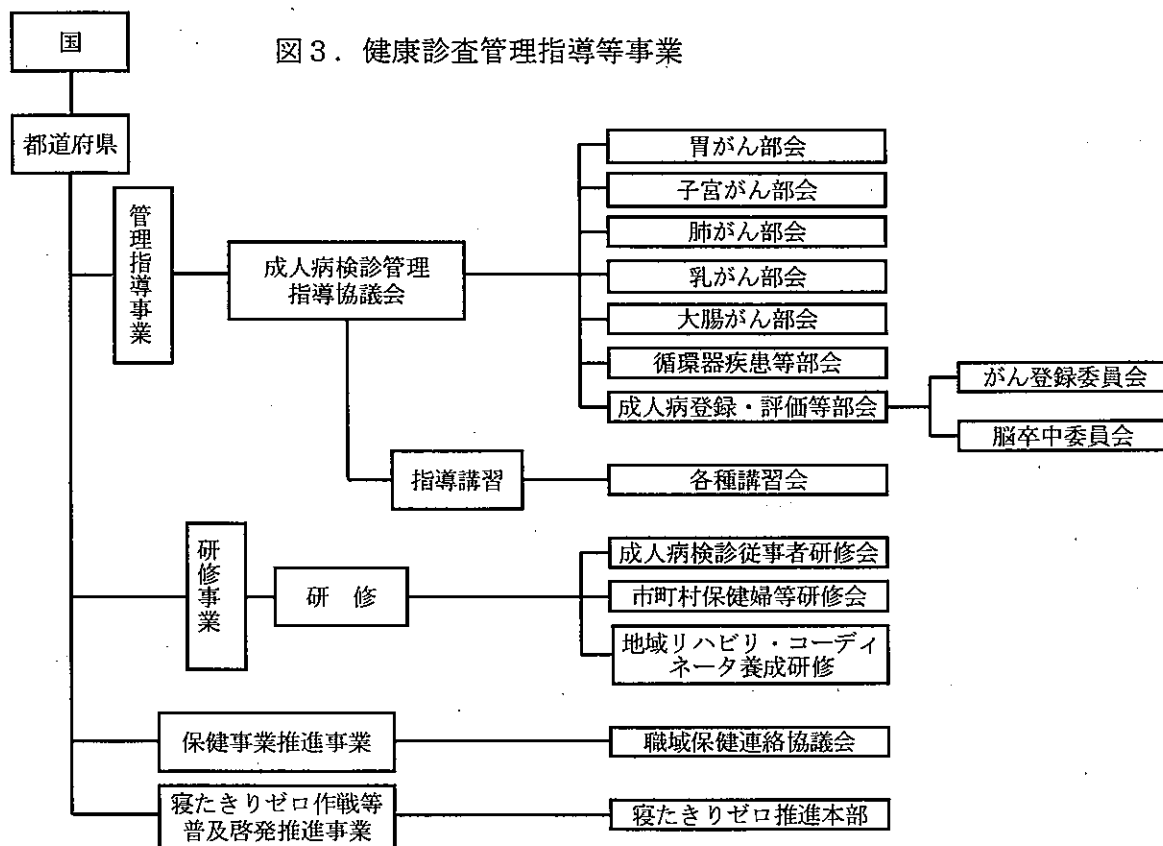 国
図3．健康診査管理指導等事業
都道府県
管理指導事業
成人病検診管理
指導協議会
胃がん部会
子宮がん部会
肺がん部会
乳がん部会
大腸がん部会
循環器疾患等部会
成人病登録・評価等部会
がん登録委員会
脳卒中委員会
指導講習
各種講習会
研修事業
研　修
成人病検診従事者研修会
市町村保健婦等研修会
地域リハビリ・コーディ
ネータ養成研修
保健事業推進事業
職域保健連絡協議会
寝たきりゼロ作戦等
普及啓発推進事業
寝たきりゼロ推進本部